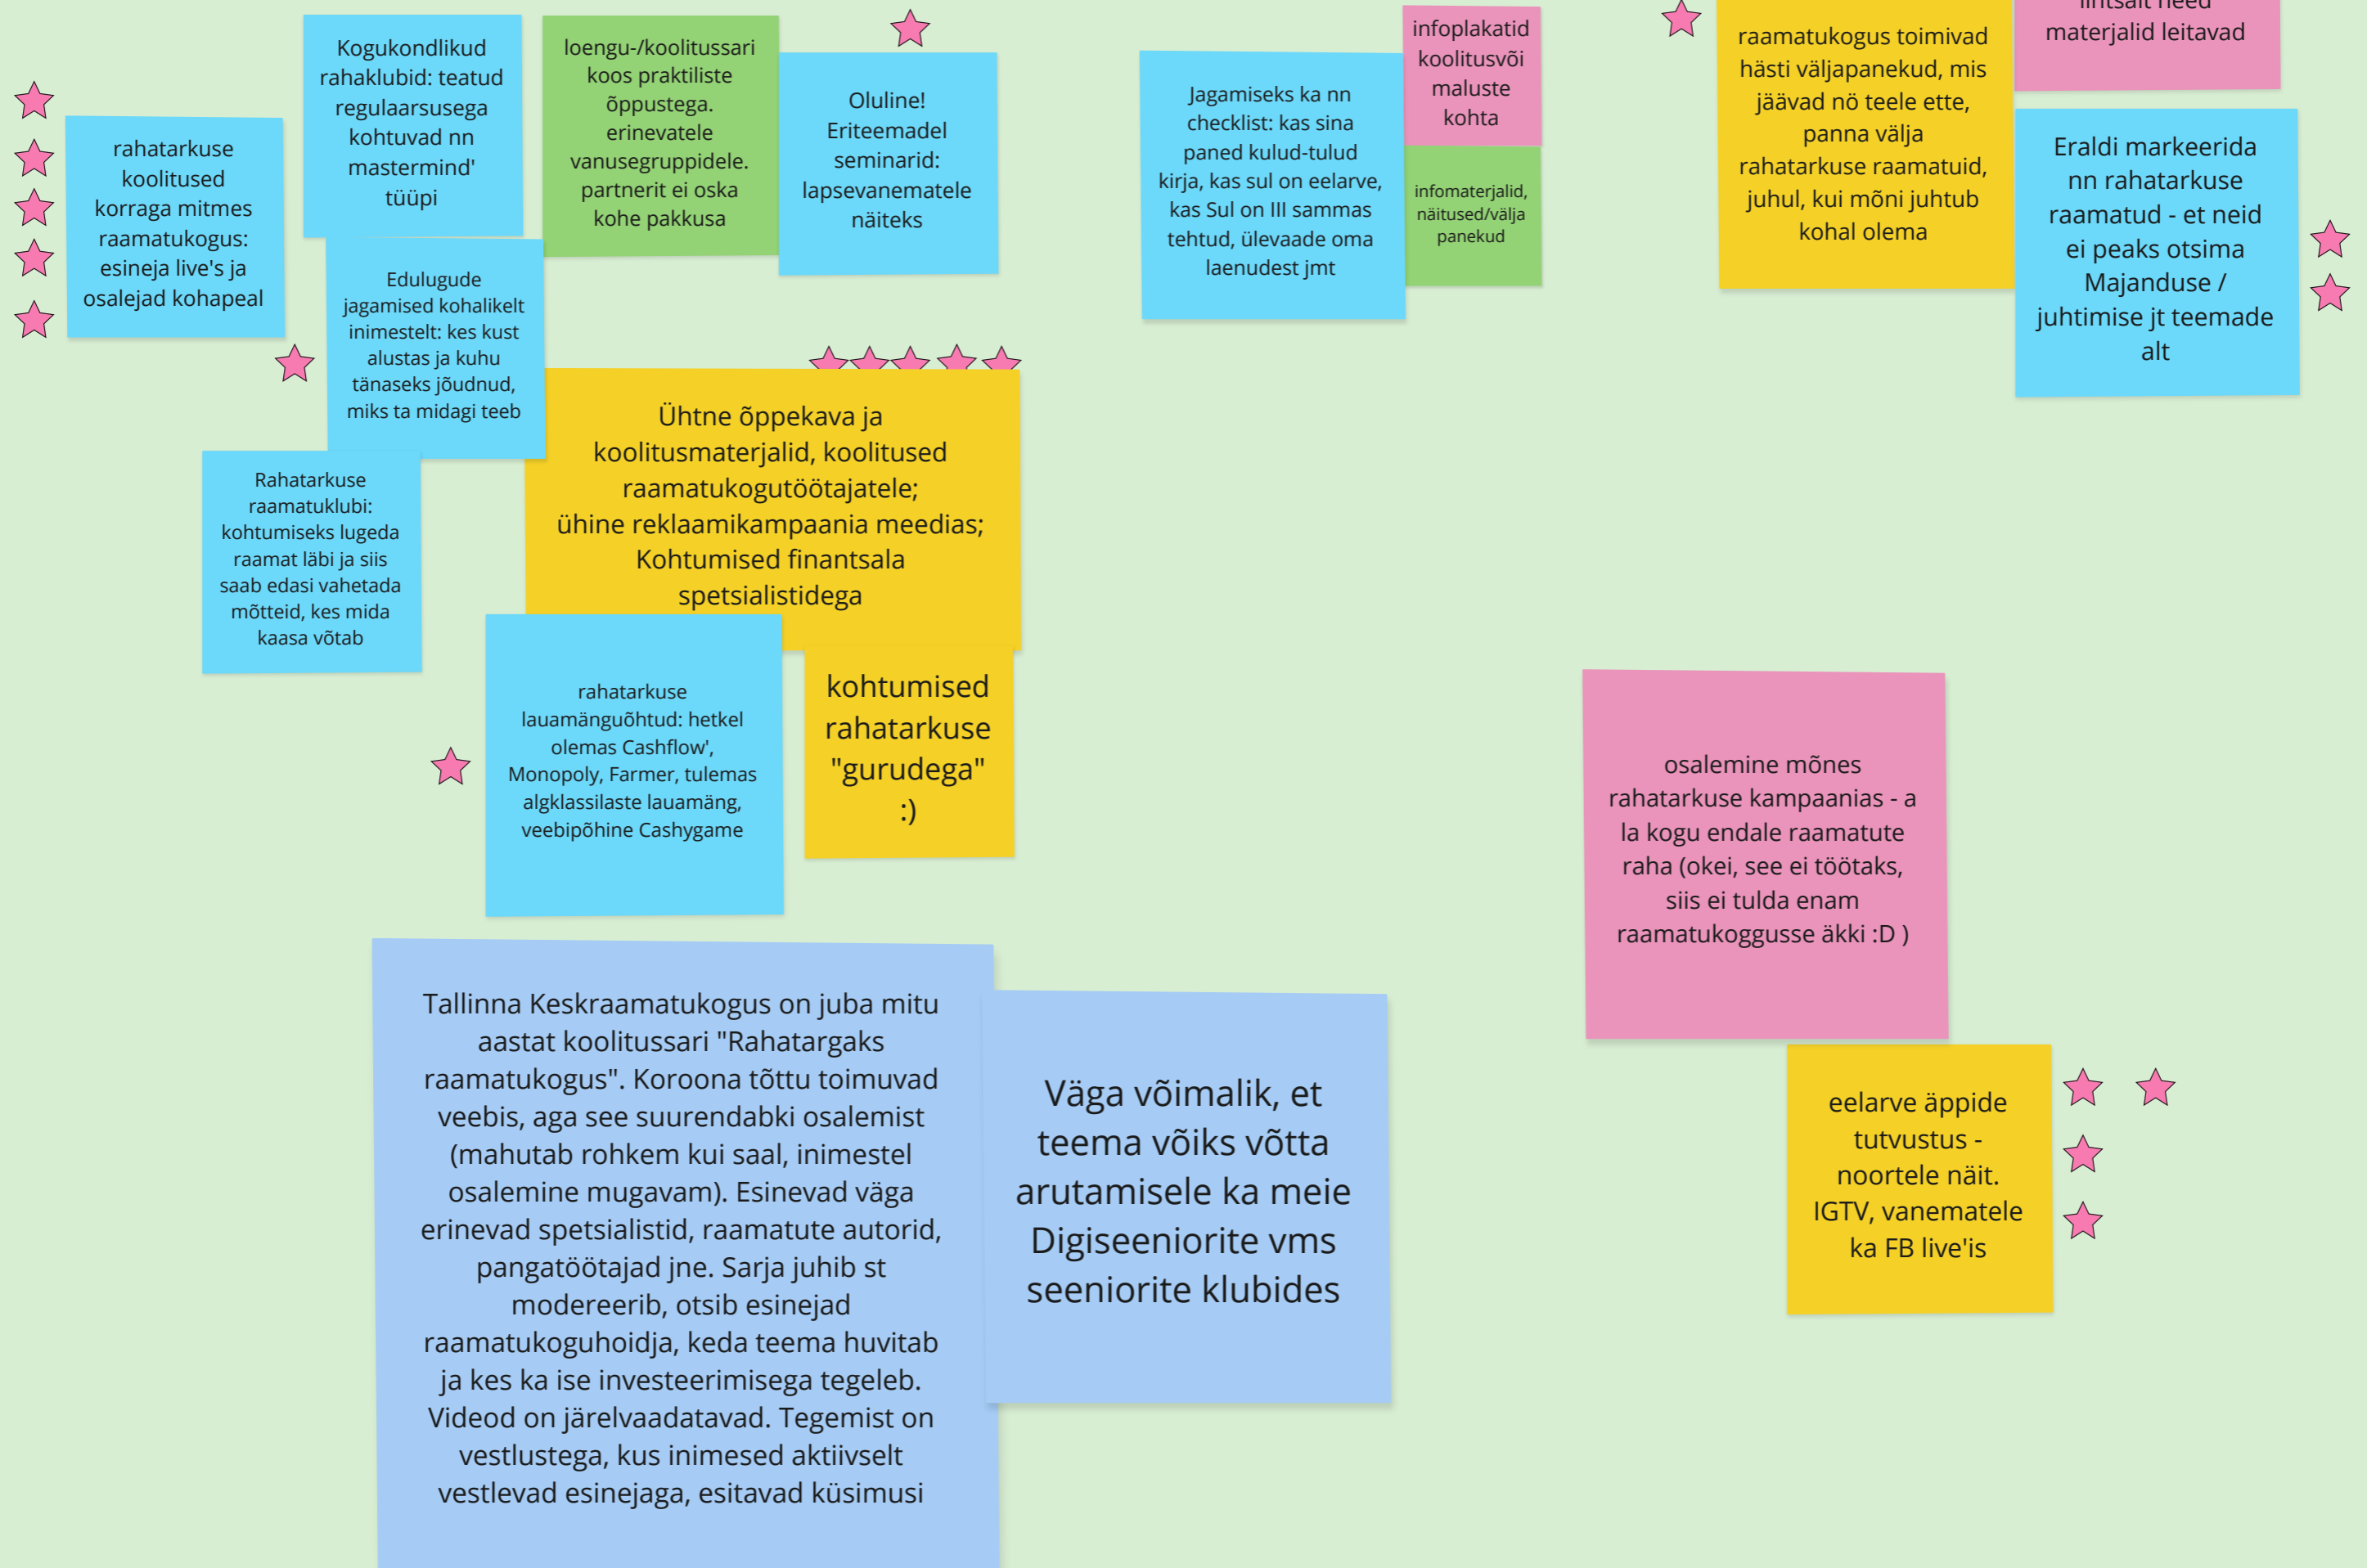 Kogukondlikud
rahaklubid: teatud
regulaarsusega
kohtuvad nn
mastermind'
tüüpi
loengu-/koolitussari
koos praktiliste
õppustega.
erinevatele
vanusegruppidele.
partnerit ei oska
kohe pakkusa
Oluline!
Eriteemadel
seminarid:
lapsevanematele
näiteks
rahatarkuse
koolitused
korraga mitmes
raamatukogus:
esineja live's ja
osalejad kohapeal
Edulugude
jagamised kohalikelt
inimestelt: kes kust
alustas ja kuhu
tänaseks jõudnud,
miks ta midagi teeb
Rahatarkuse
raamatuklubi:
kohtumiseks lugeda
raamat läbi ja siis
saab edasi vahetada
mõtteid, kes mida
kaasa võtab
Ühtne õppekava ja
koolitusmaterjalid, koolitused
raamatukogutöötajatele;
ühine reklaamikampaania meedias;
Kohtumised finantsala
spetsialistidega
rahatarkuse
lauamänguõhtud: hetkel
olemas Cashflow',
Monopoly, Farmer, tulemas
algklassilaste lauamäng,
veebipõhine Cashygame
kohtumised
rahatarkuse
"gurudega"
:)
Tallinna Keskraamatukogus on juba mitu
aastat koolitussari "Rahatargaks
raamatukogus". Koroona tõttu toimuvad
veebis, aga see suurendabki osalemist
(mahutab rohkem kui saal, inimestel
osalemine mugavam). Esinevad väga
erinevad spetsialistid, raamatute autorid,
pangatöötajad jne. Sarja juhib st
modereerib, otsib esinejad
raamatukoguhoidja, keda teema huvitab
ja kes ka ise investeerimisega tegeleb.
Videod on järelvaadatavad. Tegemist on
vestlustega, kus inimesed aktiivselt
vestlevad esinejaga, esitavad küsimusi
Väga võimalik, et
teema võiks võtta
arutamisele ka meie
Digiseeniorite vms
seeniorite klubides
Jagamiseks ka nn
checklist: kas sina
paned kulud-tulud
kirja, kas sul on eelarve,
kas Sul on III sammas
tehtud, ülevaade oma
laenudest jmt
infoplakatid
koolitusvõi
maluste
kohta
infomaterjalid,
näitused/välja
panekud
raamatukogus toimivad
hästi väljapanekud, mis
jäävad nö teele ette,
panna välja
rahatarkuse raamatuid,
juhul, kui mõni juhtub
kohal olema
materjalid leitavad
Eraldi markeerida
nn rahatarkuse
raamatud - et neid
ei peaks otsima
Majanduse /
juhtimise jt teemade
alt
osalemine mõnes
rahatarkuse kampaanias - a
la kogu endale raamatute
raha (okei, see ei töötaks,
siis ei tulda enam
raamatukoggusse äkki :D )
eelarve äppide
tutvustus -
noortele näit.
IGTV, vanematele
ka FB live'is